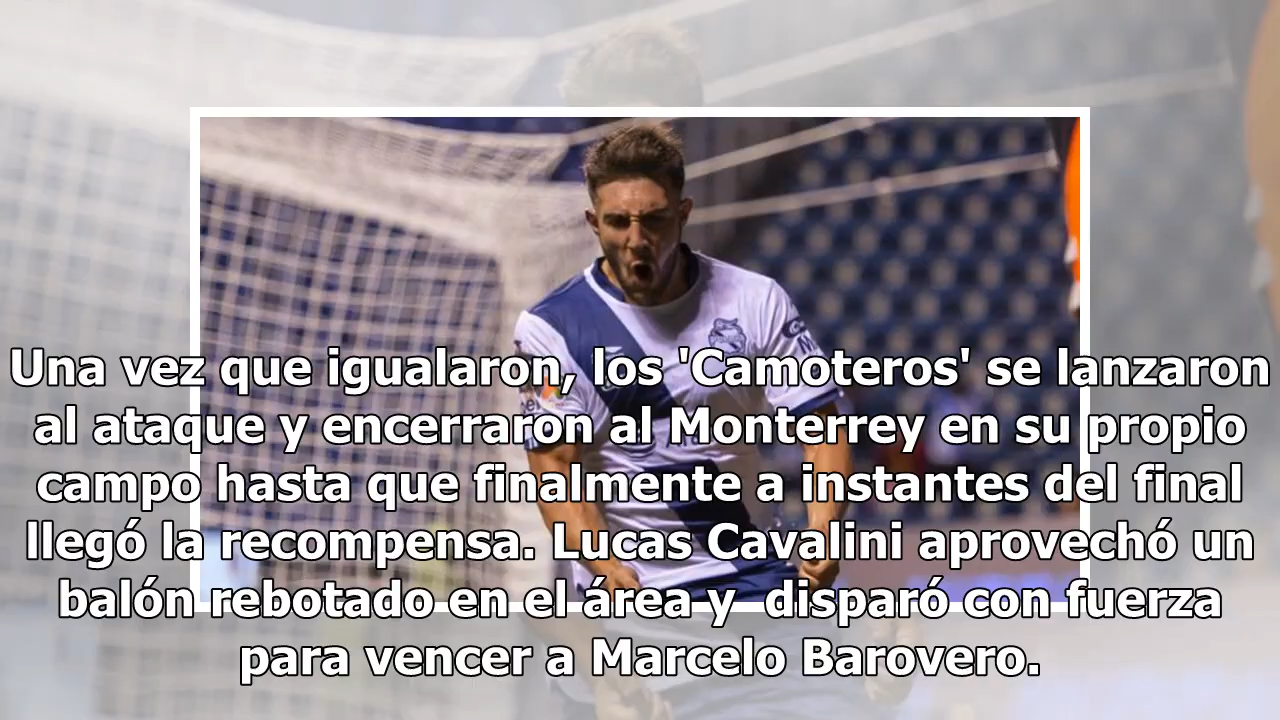 Una vez que igualaron, los 'Camoteros' se lanzaron
al ataque y encerraron al Monterrey en su propio
campo hasta que finalmente a instantes del final
llegó la recompensa. Lucas Cavalini aprovechó un
balón rebotado en el área y  disparó con fuerza
para vencer a Marcelo Barovero.